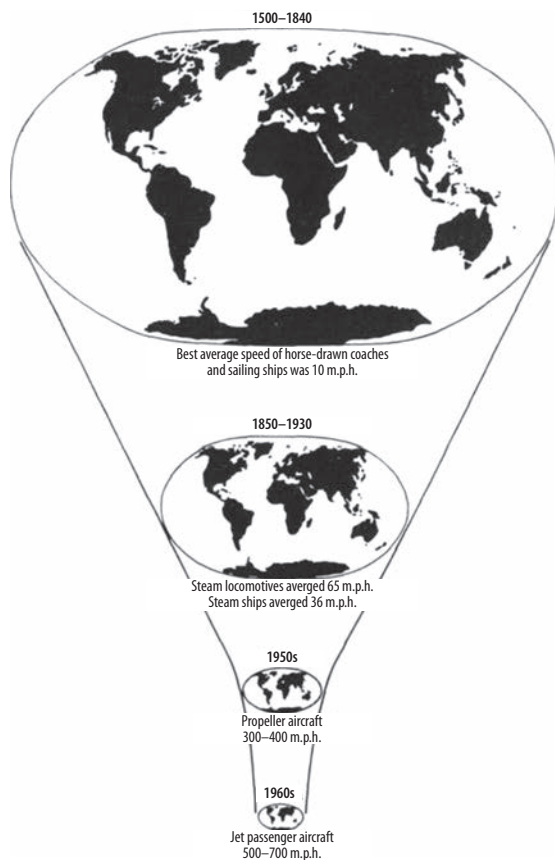 1500–1840
Best average speed of horse-drawn coaches
and sailing ships was 10 m.p.h.
1850–1930
Steam locomotives averged 65 m.p.h.
Steam ships averged 36 m.p.h.
1950s
Propeller aircraft
300–400 m.p.h.
1960s
Jet passenger aircraft
500–700 m.p.h.